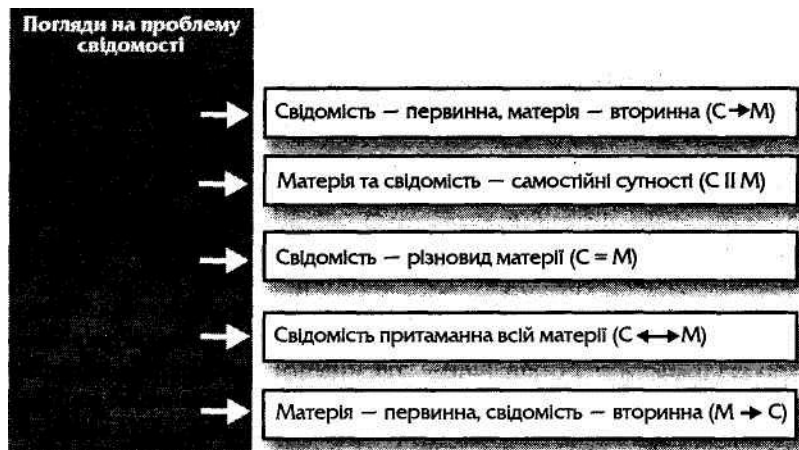 Погляди на проблему
свідомості
Свідомість — первинна, матерія — вторинна (С➔М)
Матерія та свідомість — самостійні сутності (С II М)
Свідомість — різновид матерії (С = М)
Свідомість притаманна всій матерії (С ⟷ М)
Матерія — первинна, свідомість — вторинна (М ➔ С)